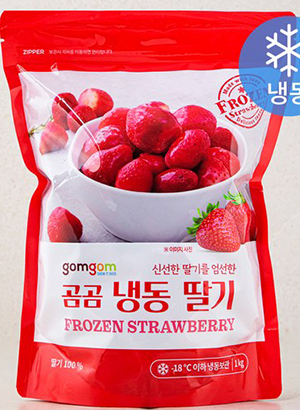 ZIPPER
냉동
FROZEN
Strawberry
※ 이미지 사진
gomgom
신선한 딸기를 엄선한
곰곰 냉동 딸기
FROZEN STRAWBERRY
딸기 100 %
-18 ℃ 이하 냉동보관 1kg